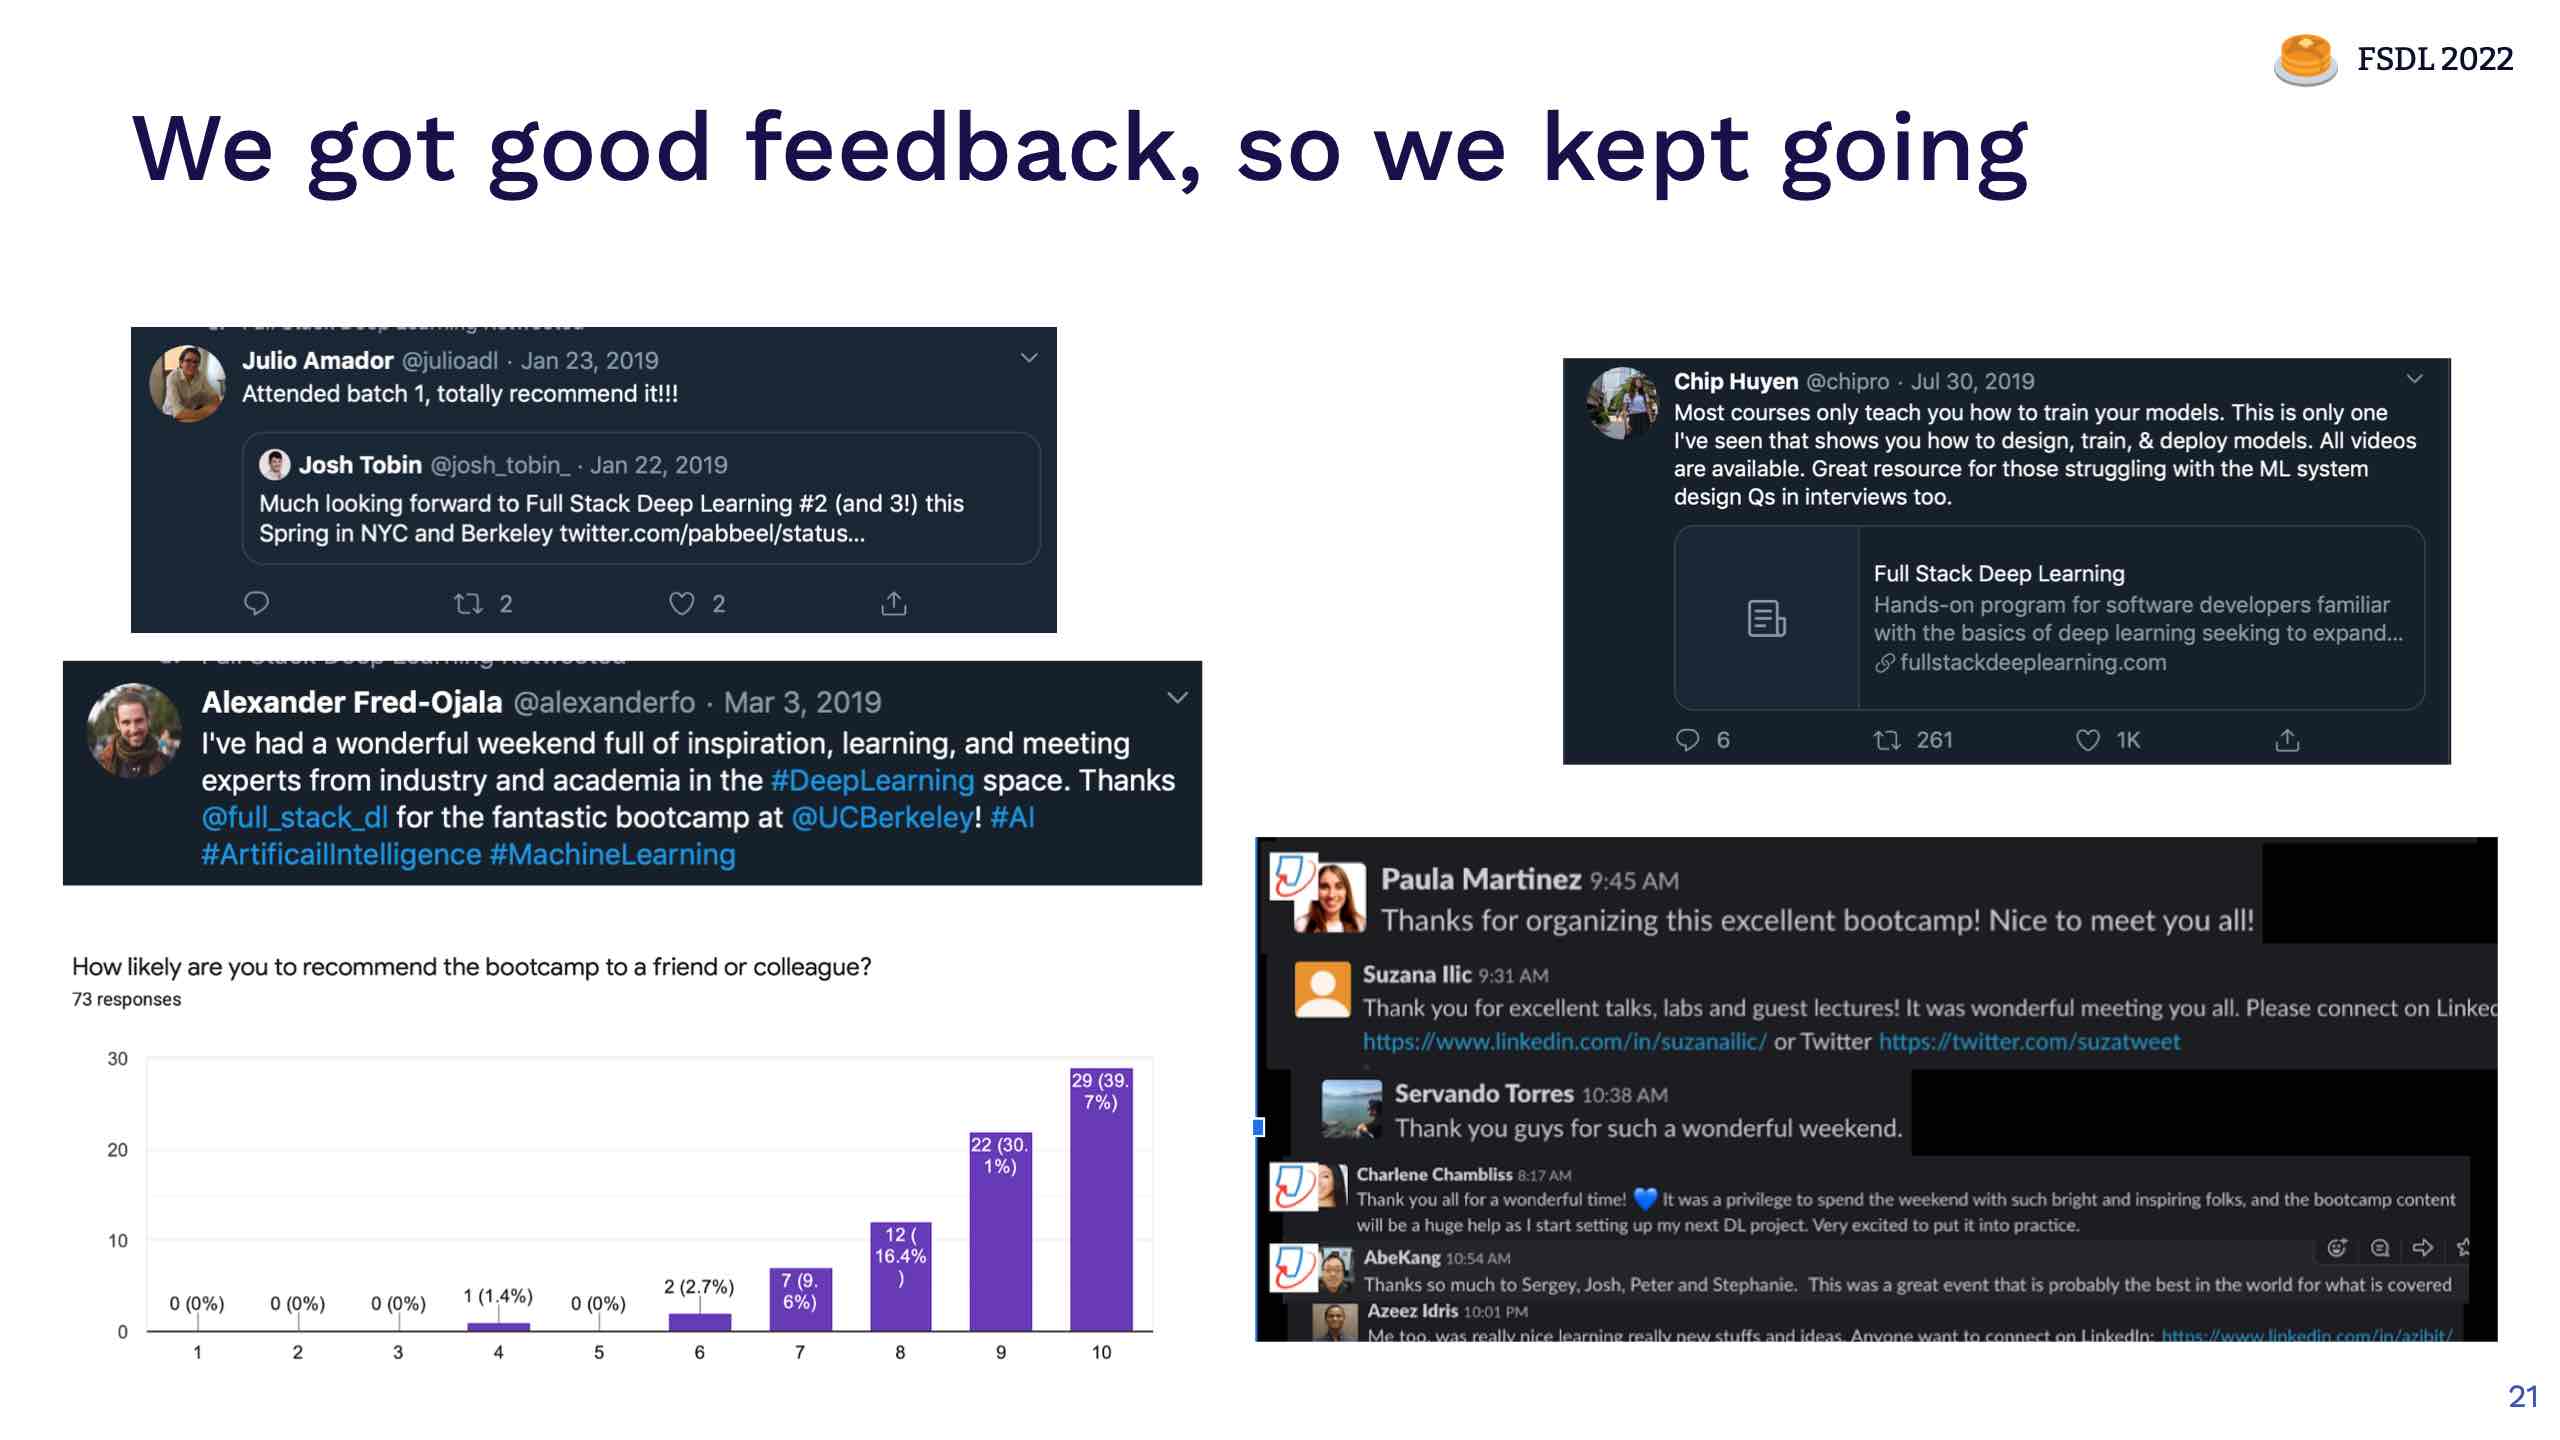 FSDL 2022
We got good feedback, so we kept going
Full Stack Deep Learning Retweeted
Julio Amador @julioadl · Jan 23, 2019
Attended batch 1, totally recommend it!!!
Josh Tobin @josh_tobin_ · Jan 22, 2019
Much looking forward to Full Stack Deep Learning #2 (and 3!) this
Spring in NYC and Berkeley twitter.com/pabbeel/status...
2 2
Full Stack Deep Learning Retweeted
Alexander Fred-Ojala @alexanderfo · Mar 3, 2019
I've had a wonderful weekend full of inspiration, learning, and meeting
experts from industry and academia in the #DeepLearning space. Thanks
@full_stack_dl for the fantastic bootcamp at @UCBerkeley! #AI
#ArtificailIntelligence #MachineLearning
How likely are you to recommend the bootcamp to a friend or colleague?
73 responses
30
20
10
0
0 (0%)
0 (0%)
0 (0%)
1 (1.4%)
0 (0%)
2 (2.7%)
7 (9.
6%)
12 (
16.4%
)
22 (30.
1%)
29 (39.
7%)
1 2 3 4 5 6 7 8 9 10
Chip Huyen @chipro · Jul 30, 2019
Most courses only teach you how to train your models. This is only one
I've seen that shows you how to design, train, & deploy models. All videos
are available. Great resource for those struggling with the ML system
design Qs in interviews too.
Full Stack Deep Learning
Hands-on program for software developers familiar
with the basics of deep learning seeking to expand...
fullstackdeeplearning.com
6 261 1K
Paula Martinez 9:45 AM
Thanks for organizing this excellent bootcamp! Nice to meet you all!
Suzana Ilic 9:31 AM
Thank you for excellent talks, labs and guest lectures! It was wonderful meeting you all. Please connect on Linked
https://www.linkedin.com/in/suzanailic/ or Twitter https://twitter.com/suzatweet
Servando Torres 10:38 AM
Thank you guys for such a wonderful weekend.
Charlene Chambliss 8:17 AM
Thank you all for a wonderful time! 💙 It was a privilege to spend the weekend with such bright and inspiring folks, and the bootcamp content
will be a huge help as I start setting up my next DL project. Very excited to put it into practice.
AbeKang 10:54 AM
Thanks so much to Sergey, Josh, Peter and Stephanie. This was a great event that is probably the best in the world for what is covered
Azeez Idris 10:01 PM
Me too, was really nice learning really new stuffs and ideas. Anyone want to connect on LinkedIn: https://www.linkedin.com/in/azlbit/
21